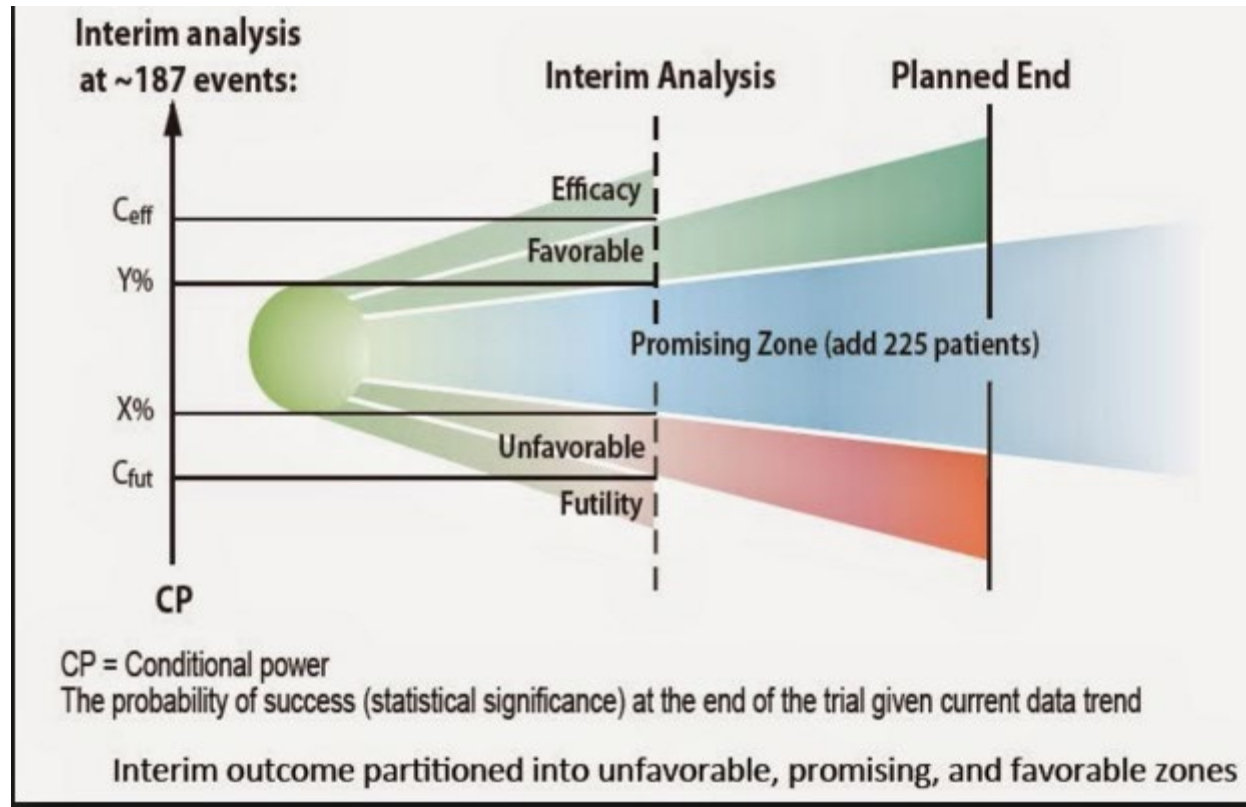 Interim analysis
at ~187 events:
Interim Analysis
Planned End
Ceff
Efficacy
Favorable
Y%
Promising Zone (add 225 patients)
X%
Unfavorable
Cfut
Futility
CP
CP = Conditional power
The probability of success (statistical significance) at the end of the trial given current data trend
Interim outcome partitioned into unfavorable, promising, and favorable zones